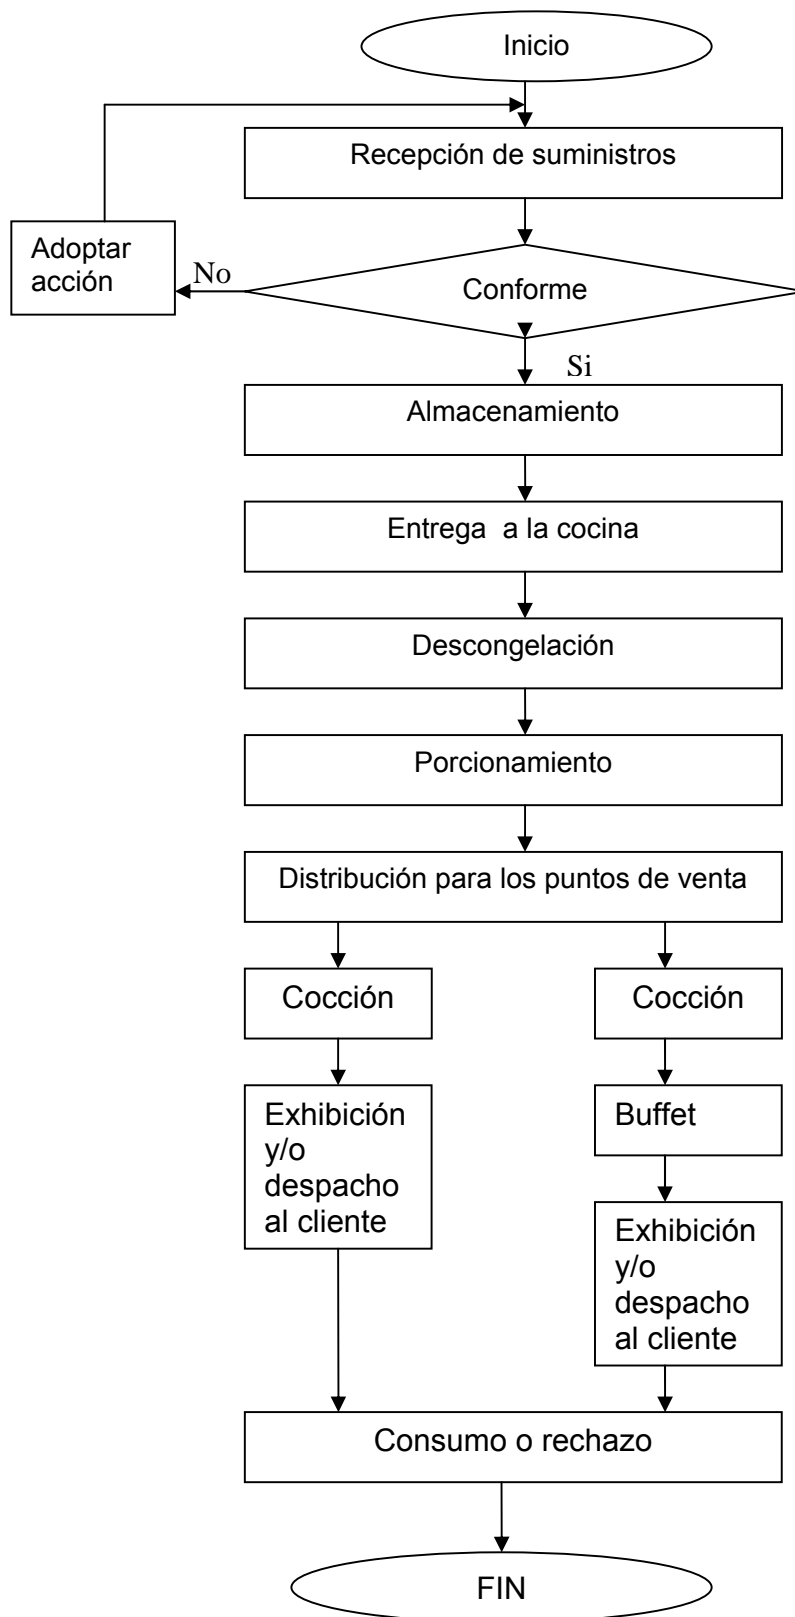 Inicio
Recepción de suministros
Adoptar
acción
No
Conforme
Si
Almacenamiento
Entrega a la cocina
Descongelación
Porcionamiento
Distribución para los puntos de venta
Cocción
Cocción
Exhibición
y/o
despacho
al cliente
Buffet
Exhibición
y/o
despacho
al cliente
Consumo o rechazo
FIN